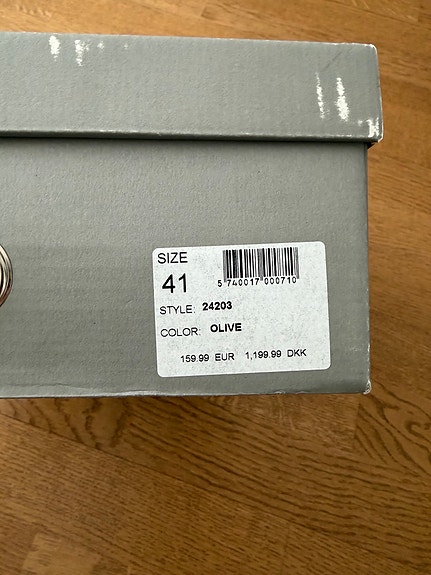 SIZE
41
5 740017 000710
STYLE: 24203
COLOR: OLIVE
159.99 EUR 1,199.99 DKK